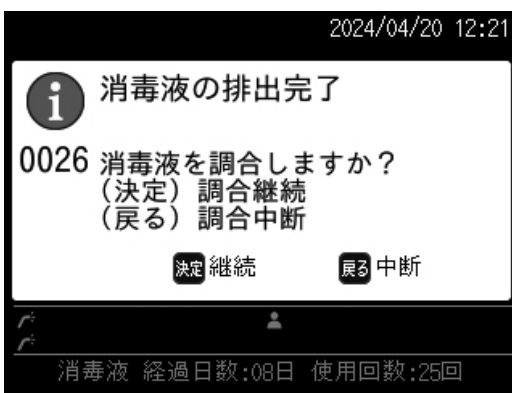 2024/04/20 12:21
消毒液の排出完了
0026 消毒液を調合しますか？
（決定）調合継続
（戻る）調合中断
決定 継続 戻る 中断
消毒液 経過日数:08日 使用回数:25回